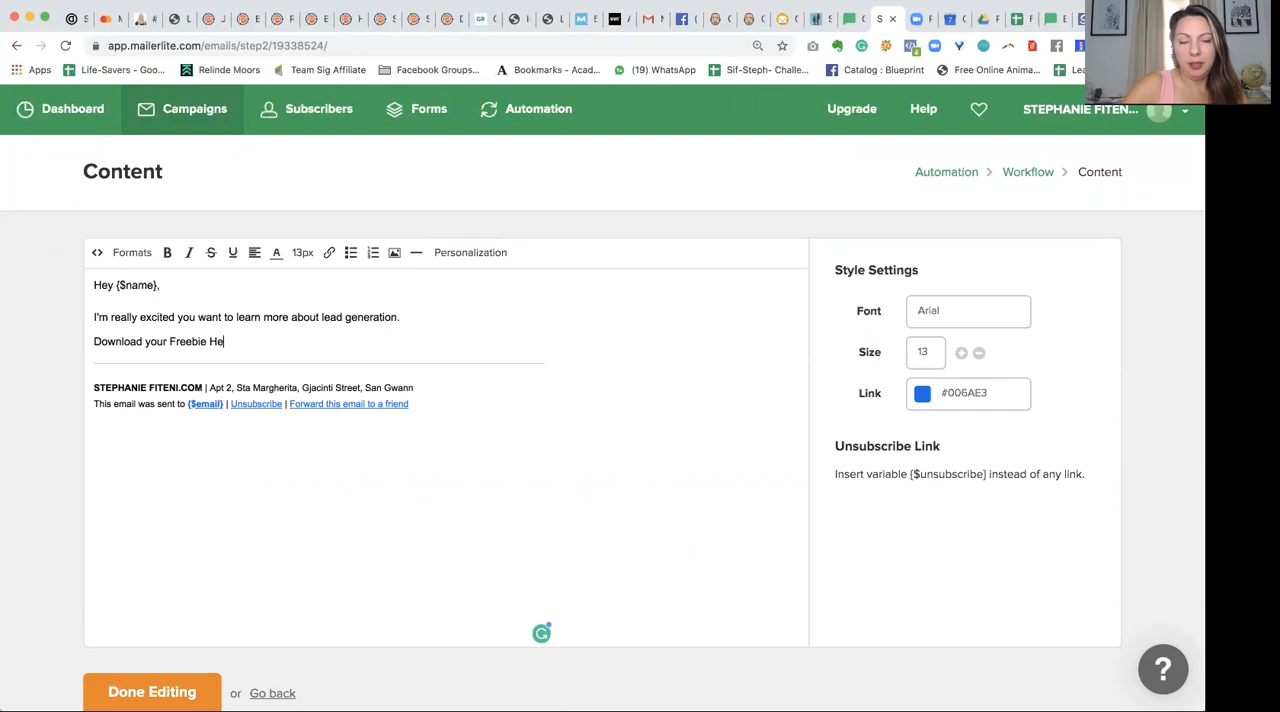 app.mailerlite.com/emails/step2/19338524/
Apps
Life-Savers - Goo...
Relinde Moors
Team Sig Affiliate
Facebook Groups...
Bookmarks - Acad...
(19) WhatsApp
Sif-Steph- Challe...
Catalog : Blueprint
Free Online Anima...
Dashboard
Campaigns
Subscribers
Forms
Automation
Upgrade
Help
STEPHANIE FITEN...
Content
Automation > Workflow > Content
Formats
13px
Personalization
Hey {$name},
I'm really excited you want to learn more about lead generation.
Download your Freebie He
STEPHANIE FITENI.COM | Apt 2, Sta Margherita, Gjacinti Street, San Gwann
This email was sent to {$email} | Unsubscribe | Forward this email to a friend
Style Settings
Font
Arial
Size
13
Link
#006AE3
Unsubscribe Link
Insert variable {$unsubscribe} instead of any link.
Done Editing
or Go back
?